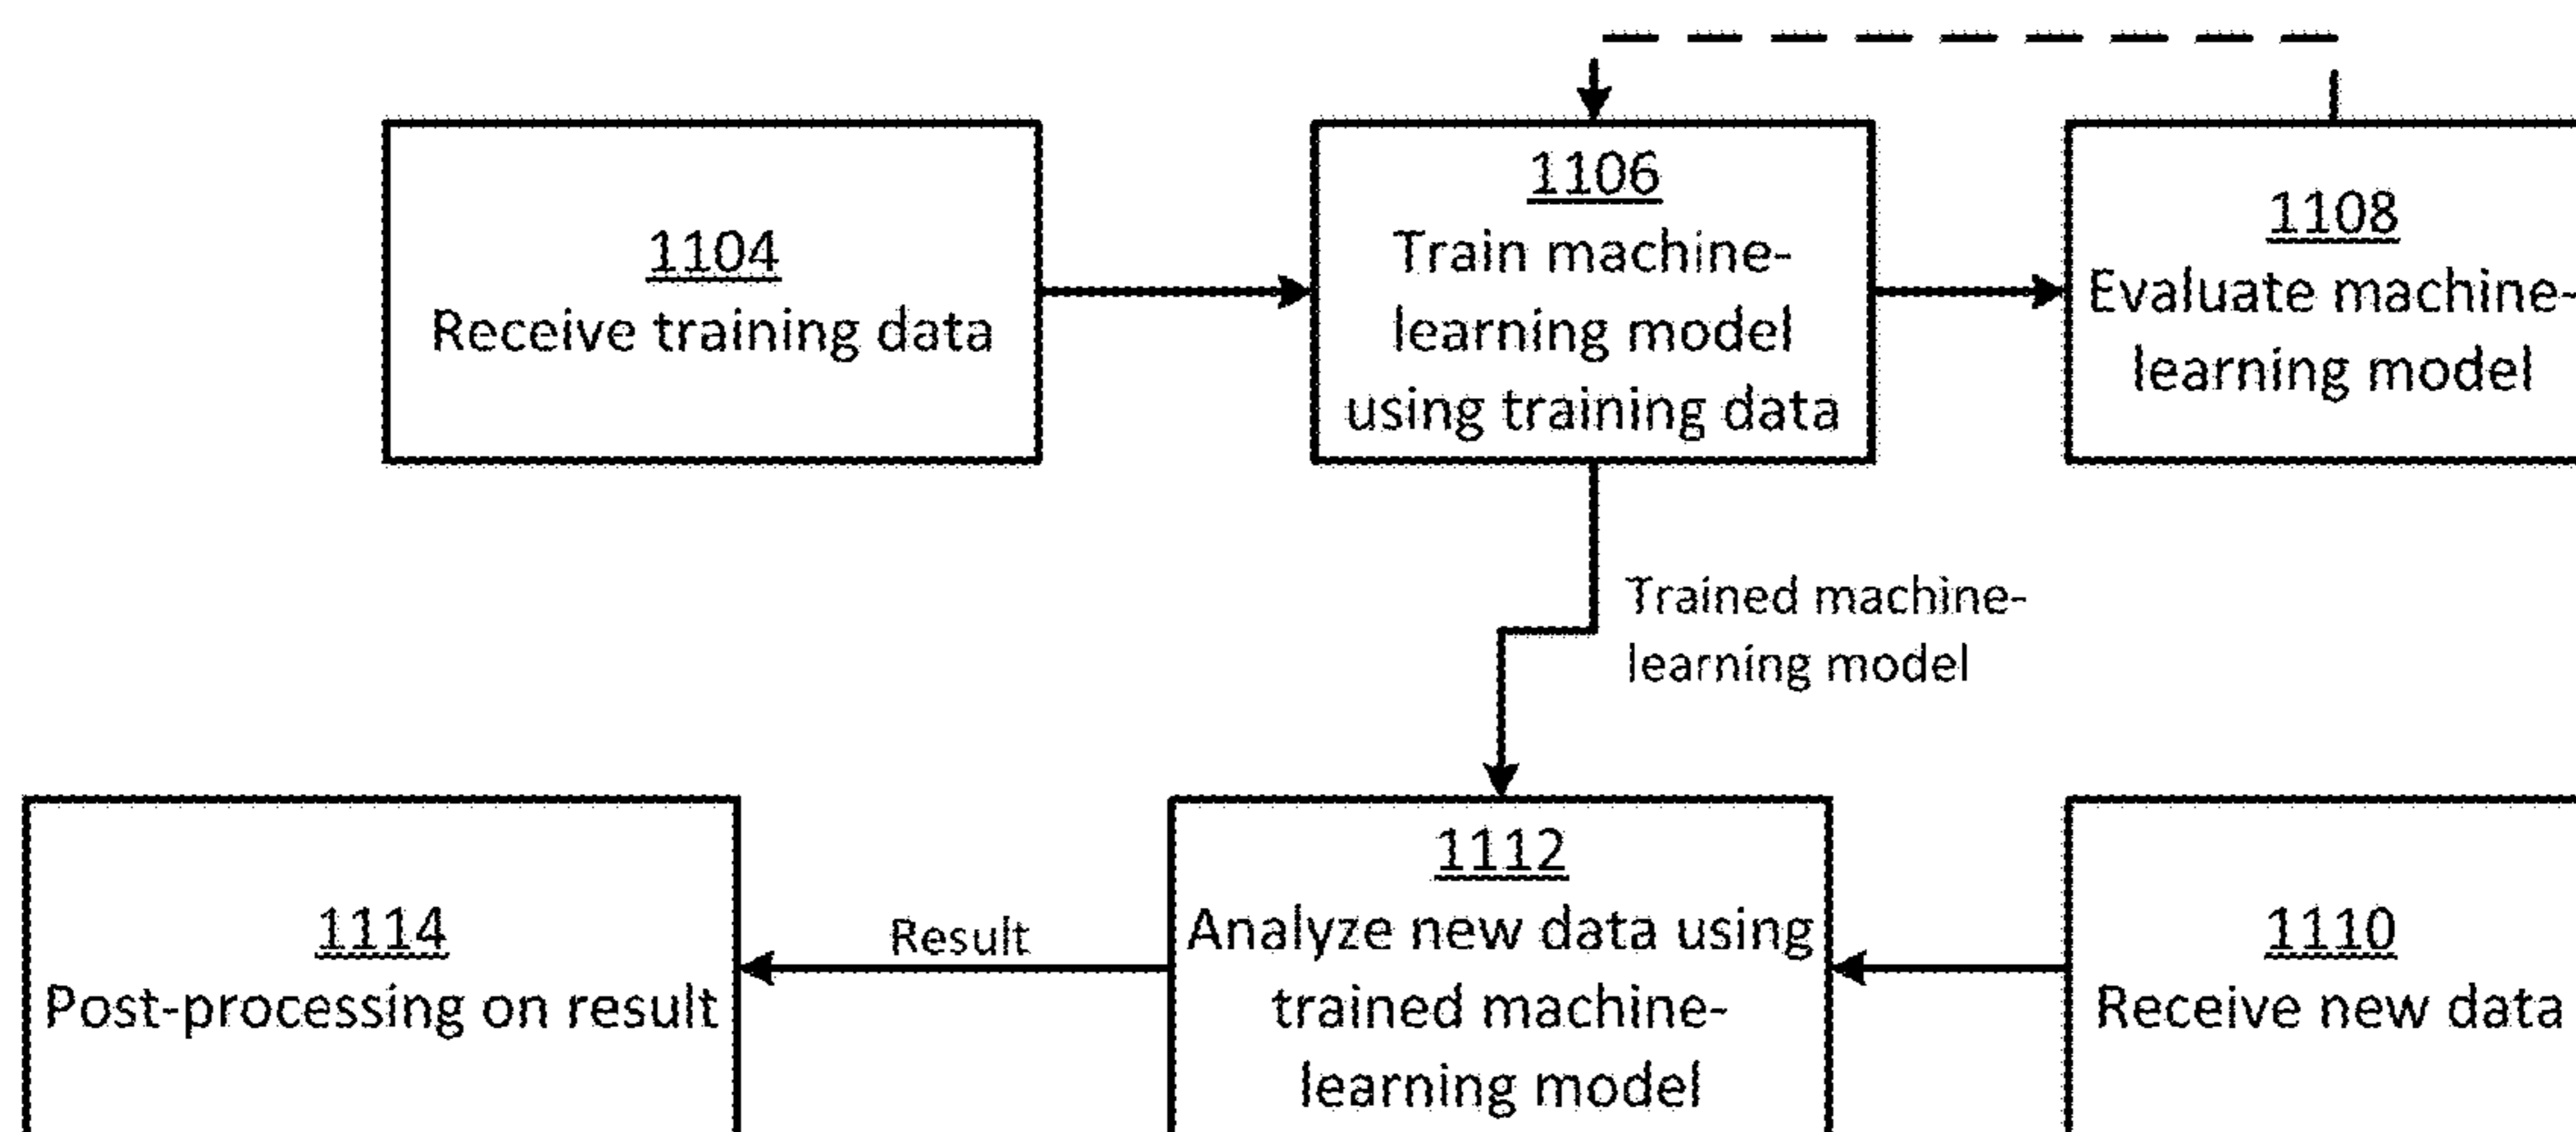 1104
Receive training data
1106
Train machine-
learning model
using training data
1108
Evaluate machine-
learning model
Trained machine-
learning model
1114
Post-processing on result
Result
1112
Analyze new data using
trained machine-
learning model
1110
Receive new data